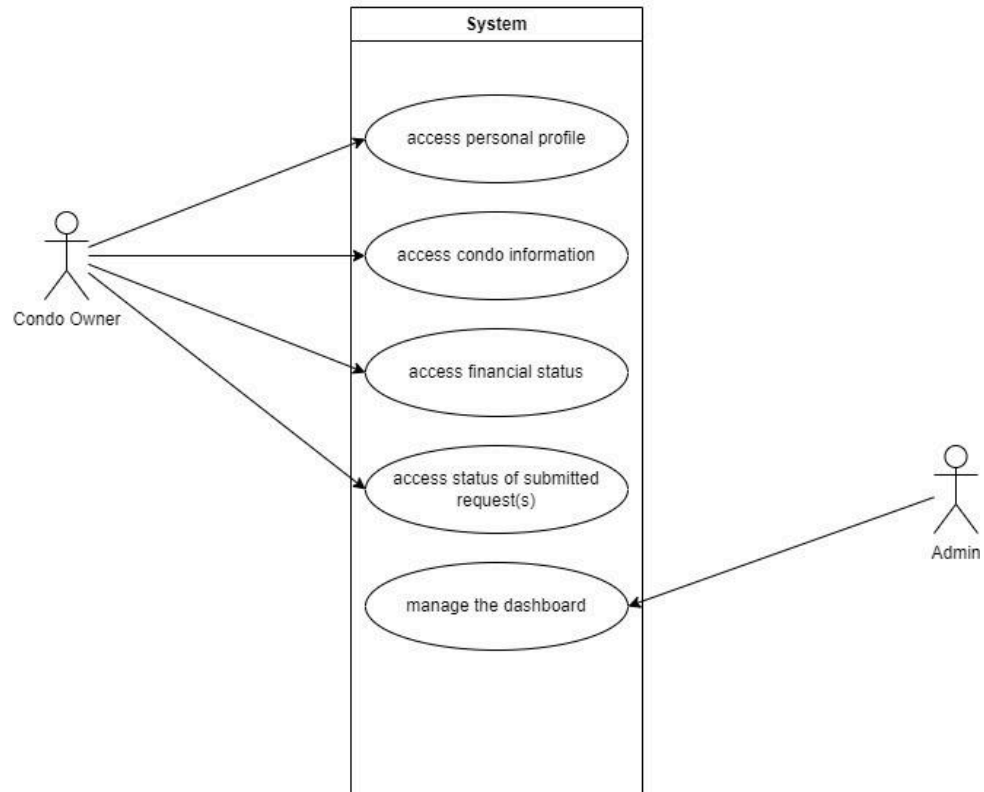 System
access personal profile
access condo information
Condo Owner
access financial status
access status of submitted
request(s)
Admin
manage the dashboard